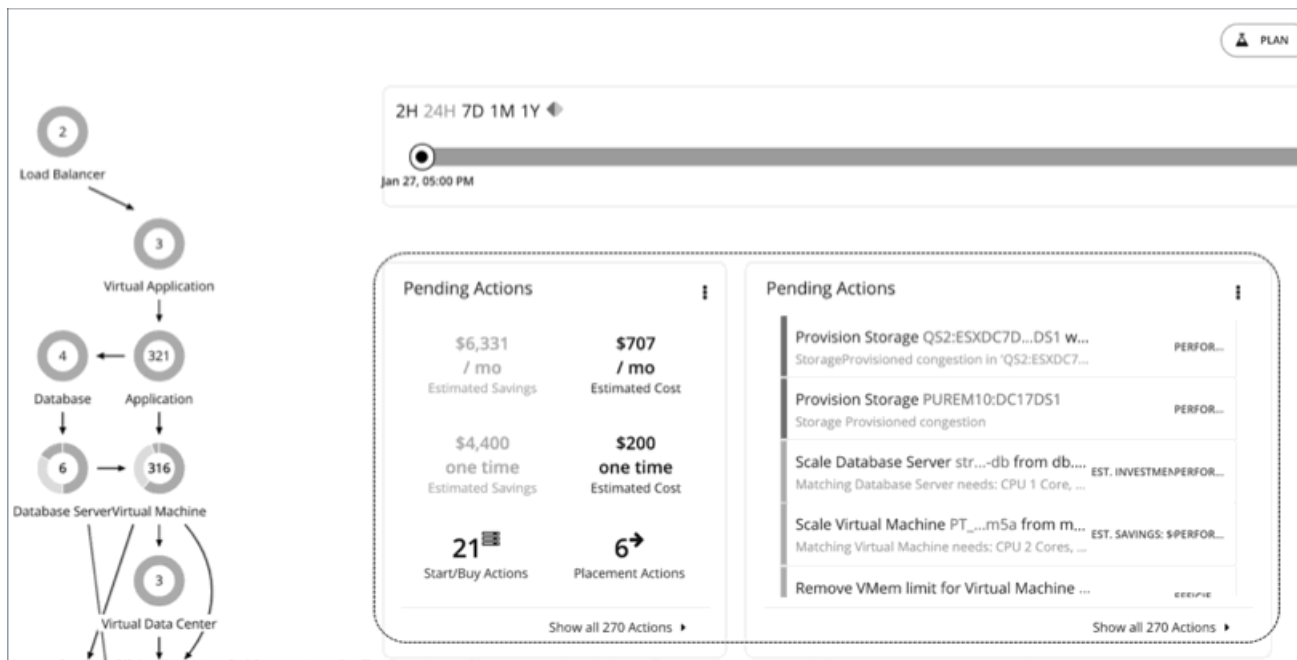 PLAN
2H 24H 7D 1M 1Y
Jan 27, 05:00 PM
2
Load Balancer
3
Virtual Application
4
321
Database
Application
6
316
Database Server
Virtual Machine
3
Virtual Data Center
Pending Actions
$6,331
/ mo
Estimated Savings
$707
/ mo
Estimated Cost
$4,400
one time
Estimated Savings
$200
one time
Estimated Cost
21
Start/Buy Actions
6
Placement Actions
Show all 270 Actions
Pending Actions
Provision Storage QS2:ESXDC7D...DS1 w...
StorageProvisioned congestion in 'QS2:ESXDC7...
PERFOR...
Provision Storage PUREM10:DC17DS1
Storage Provisioned congestion
PERFOR...
Scale Database Server str...-db from db....
Matching Database Server needs: CPU 1 Core, ...
EST. INVESTMEN PERFOR...
Scale Virtual Machine PT_...m5a from m...
Matching Virtual Machine needs: CPU 2 Cores, ...
EST. SAVINGS: $ PERFOR...
Remove VMem limit for Virtual Machine ...
Show all 270 Actions